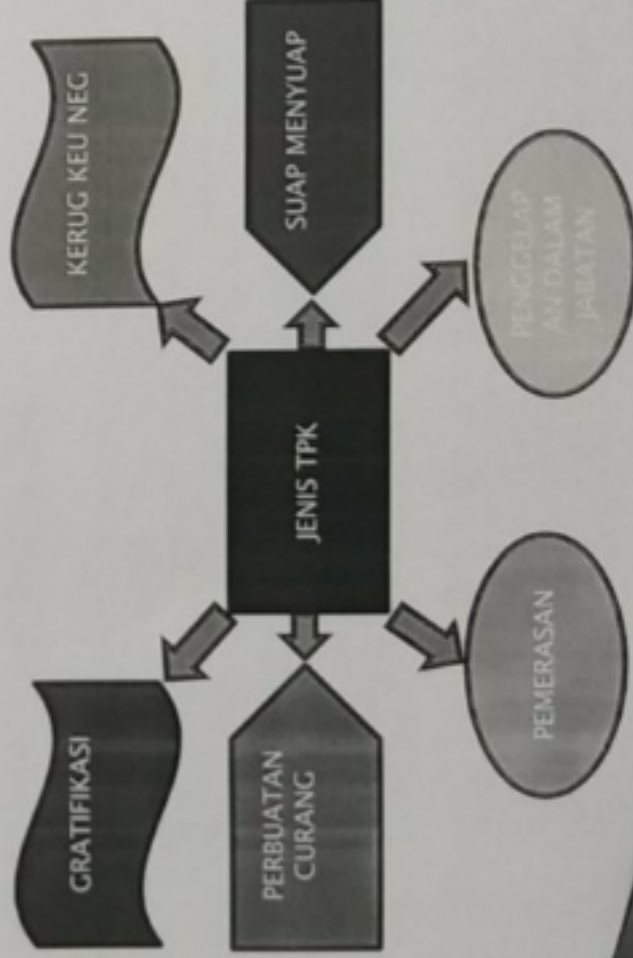 GRATIFIKASI
KERUG KEU NEG
PERBUATAN
CURANG
JENIS TPK
SUAP MENYUAP
PEMERASAN
PENGGELAP
AN DALAM
JABATAN